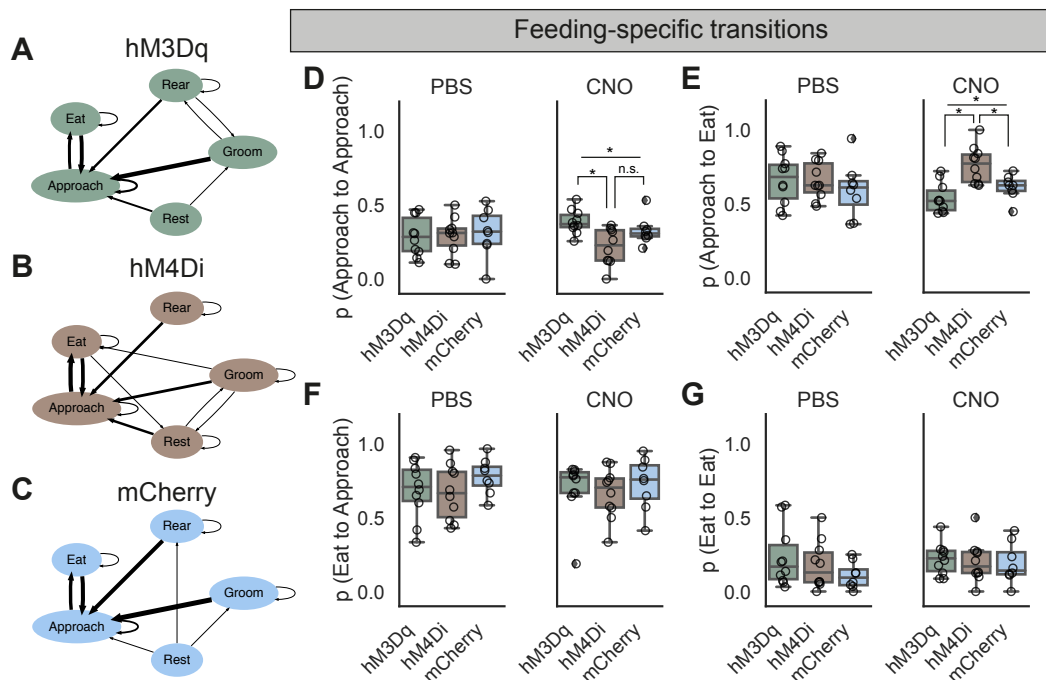 Feeding-specific transitions
A
hM3Dq
Rear
Eat
Groom
Approach
Rest
B
hM4Di
Rear
Eat
Groom
Approach
Rest
C
mCherry
Rear
Eat
Groom
Approach
Rest
D
PBS
CNO
p (Approach to Approach)
1.0
0.5
0.0
*
*
n.s.
hM3Dq
hM4Di
mCherry
hM3Dq
hM4Di
mCherry
E
PBS
CNO
p (Approach to Eat)
1.0
0.5
0.0
*
*
*
hM3Dq
hM4Di
mCherry
hM3Dq
hM4Di
mCherry
F
PBS
CNO
p (Eat to Approach)
1.0
0.5
0.0
hM3Dq
hM4Di
mCherry
hM3Dq
hM4Di
mCherry
G
PBS
CNO
p (Eat to Eat)
1.0
0.5
0.0
hM3Dq
hM4Di
mCherry
hM3Dq
hM4Di
mCherry